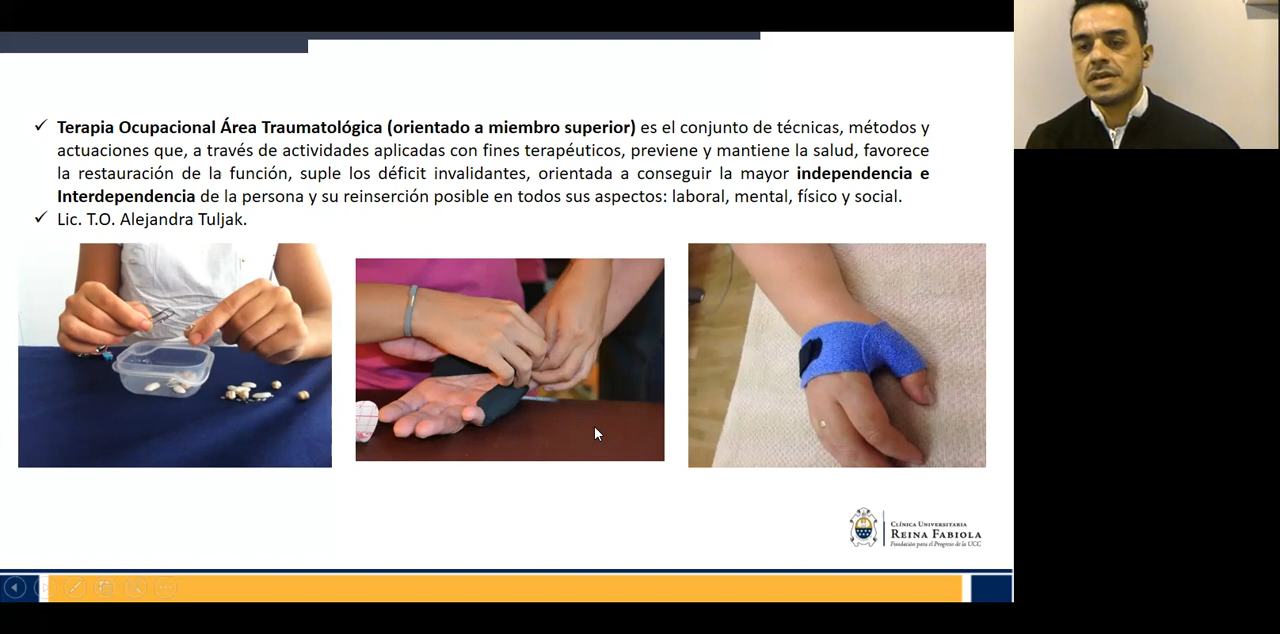 Terapia Ocupacional Área Traumatológica (orientado a miembro superior) es el conjunto de técnicas, métodos y
actuaciones que, a través de actividades aplicadas con fines terapéuticos, previene y mantiene la salud, favorece
la restauración de la función, suple los déficit invalidantes, orientada a conseguir la mayor independencia e
Interdependencia de la persona y su reinserción posible en todos sus aspectos: laboral, mental, físico y social.
Lic. T.O. Alejandra Tuljak.
Clínica Universitaria
Reina Fabiola
Fundación para el Progreso de la UCC